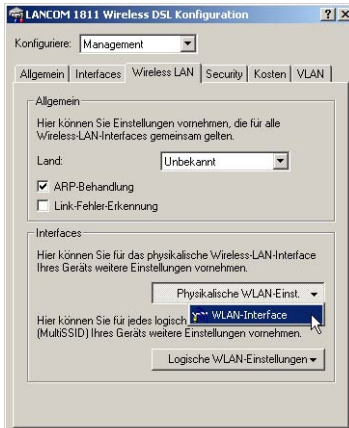 LANCOM 1811 Wireless DSL Konfiguration
Konfiguriere: Management
Allgemein Interfaces Wireless LAN Security Kosten VLAN
Allgemein
Hier können Sie Einstellungen vornehmen, die für alle
Wireless-LAN-Interfaces gemeinsam gelten.
Land: Unbekannt
ARP-Behandlung
Link-Fehler-Erkennung
Interfaces
Hier können Sie für das physikalische Wireless-LAN-Interface
Ihres Geräts weitere Einstellungen vornehmen.
Physikalische WLAN-Einst.
WLAN-Interface
Hier können Sie für jedes logisch
(MultiSSID) Ihres Geräts weitere Einstellungen vornehmen.
Logische WLAN-Einstellungen